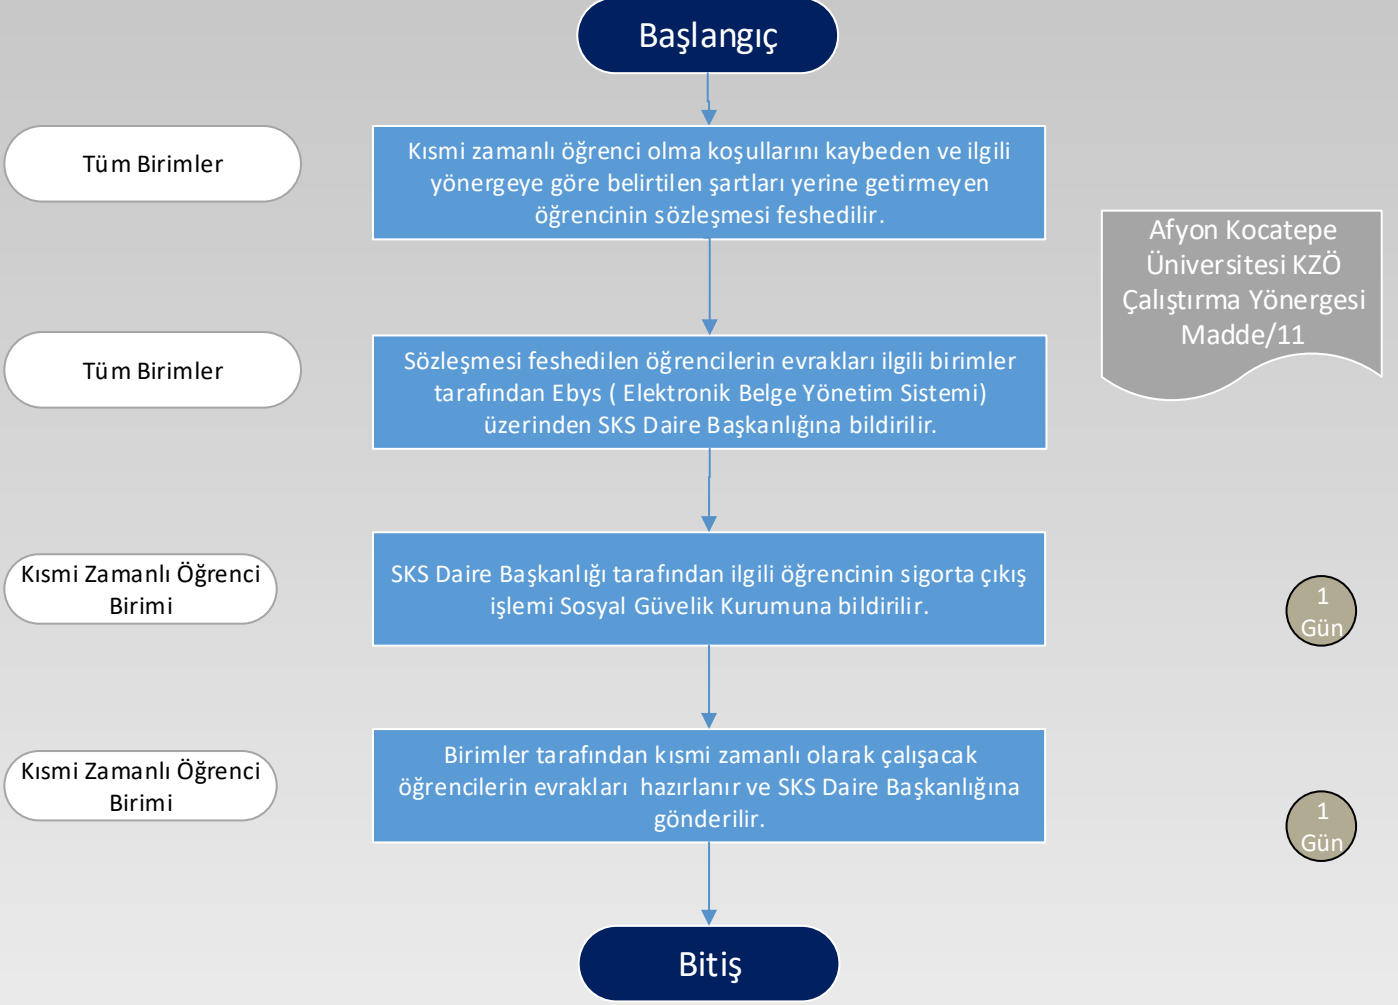 Başlangıç
Tüm Birimler
Kısmi zamanlı öğrenci olma koşullarını kaybeden ve ilgili
yönergeye göre belirtilen şartları yerine getirmeyen
öğrencinin sözleşmesi feshedilir.
Afyon Kocatepe
Üniversitesi KZÖ
Çalıştırma Yönergesi
Madde/11
Tüm Birimler
Sözleşmesi feshedilen öğrencilerin evrakları ilgili birimler
tarafından Ebys ( Elektronik Belge Yönetim Sistemi)
üzerinden SKS Daire Başkanlığına bildirilir.
Kısmi Zamanlı Öğrenci
Birimi
SKS Daire Başkanlığı tarafından ilgili öğrencinin sigorta çıkış
işlemi Sosyal Güvelik Kurumuna bildirilir.
1
Gün
Kısmi Zamanlı Öğrenci
Birimi
Birimler tarafından kısmi zamanlı olarak çalışacak
öğrencilerin evrakları  hazırlanır ve SKS Daire Başkanlığına
gönderilir.
1
Gün
Bitiş